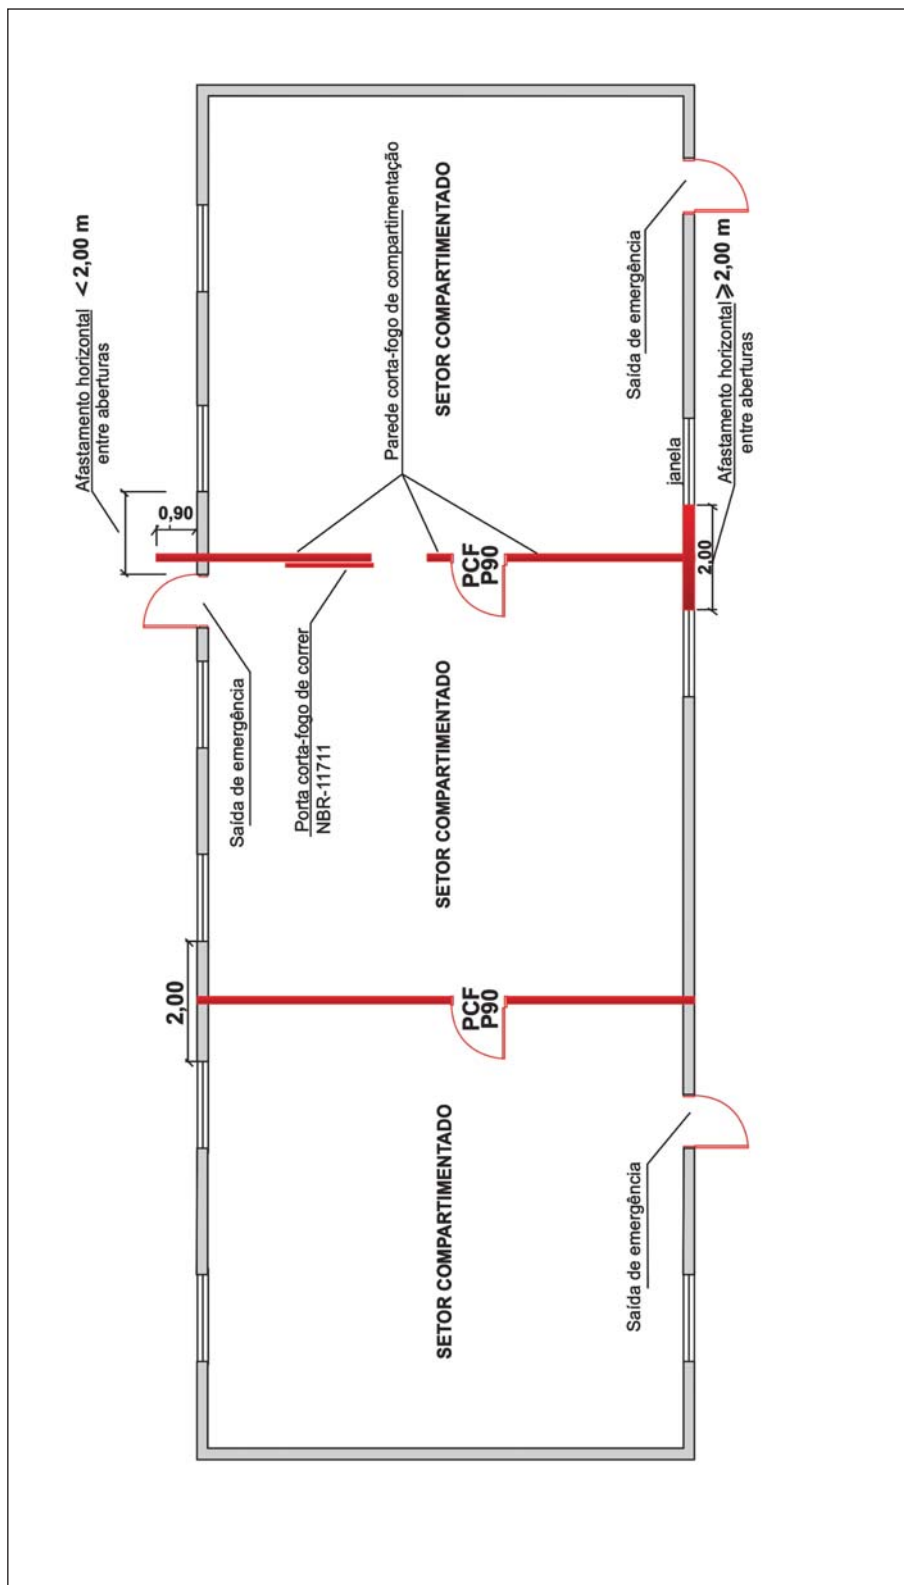 Afastamento horizontal < 2,00 m
entre aberturas
0,90
Parede corta-fogo de compartimentação
SETOR COMPARTIMENTADO
Saída de emergência
janela
Afastamento horizontal ⩾ 2,00 m
entre aberturas
2,00
PCF
P90
Saída de emergência
Porta corta-fogo de correr
NBR-11711
SETOR COMPARTIMENTADO
2,00
PCF
P90
SETOR COMPARTIMENTADO
Saída de emergência